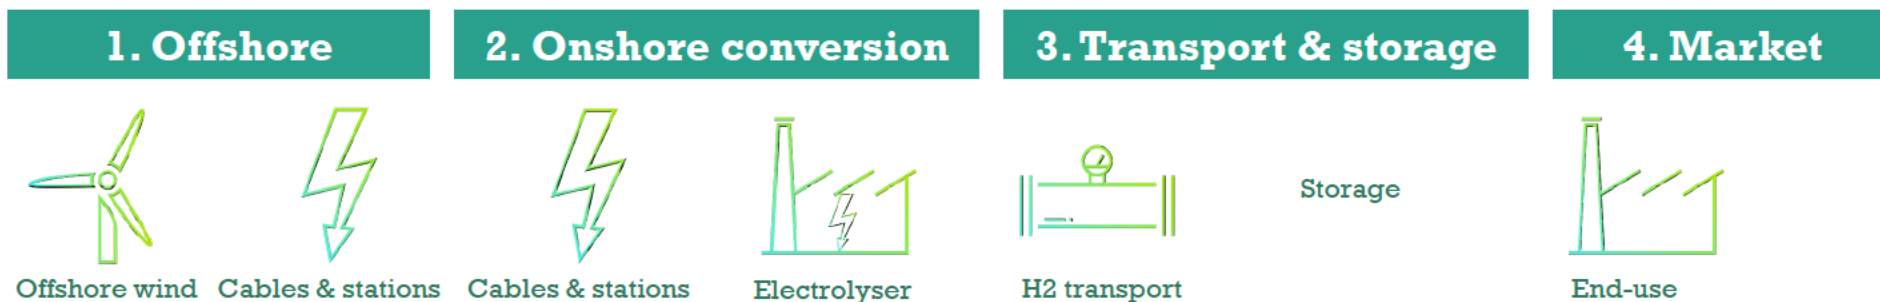 1. Offshore
2. Onshore conversion
3. Transport & storage
4. Market
Offshore wind
Cables & stations
Cables & stations
Electrolyser
H2 transport
Storage
End-use